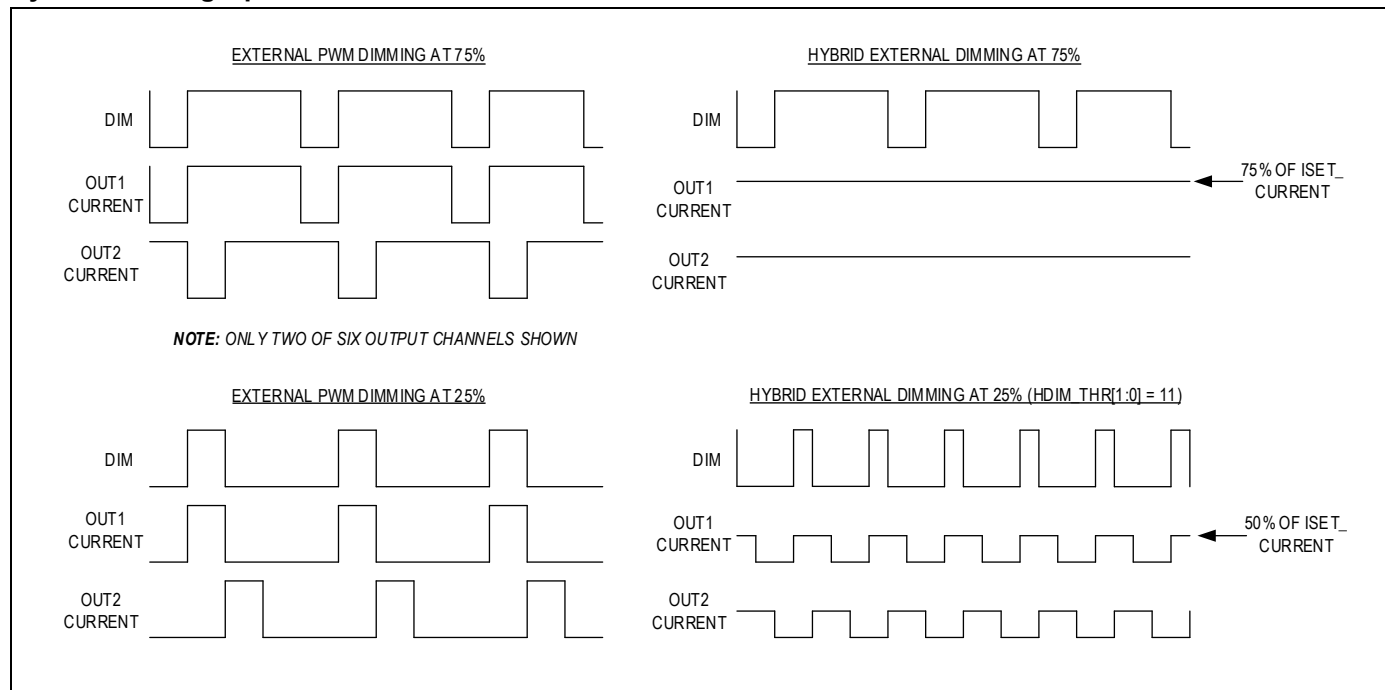 EXTERNAL PWM DIMMING AT 75%
DIM
OUT1
CURRENT
OUT2
CURRENT
NOTE: ONLY TWO OF SIX OUTPUT CHANNELS SHOWN
HYBRID EXTERNAL DIMMING AT 75%
DIM
OUT1
CURRENT
75% OF ISET_
CURRENT
OUT2
CURRENT
EXTERNAL PWM DIMMING AT 25%
DIM
OUT1
CURRENT
OUT2
CURRENT
HYBRID EXTERNAL DIMMING AT 25% (HDIM_THR[1:0] = 11)
DIM
OUT1
CURRENT
50% OF ISET_
CURRENT
OUT2
CURRENT